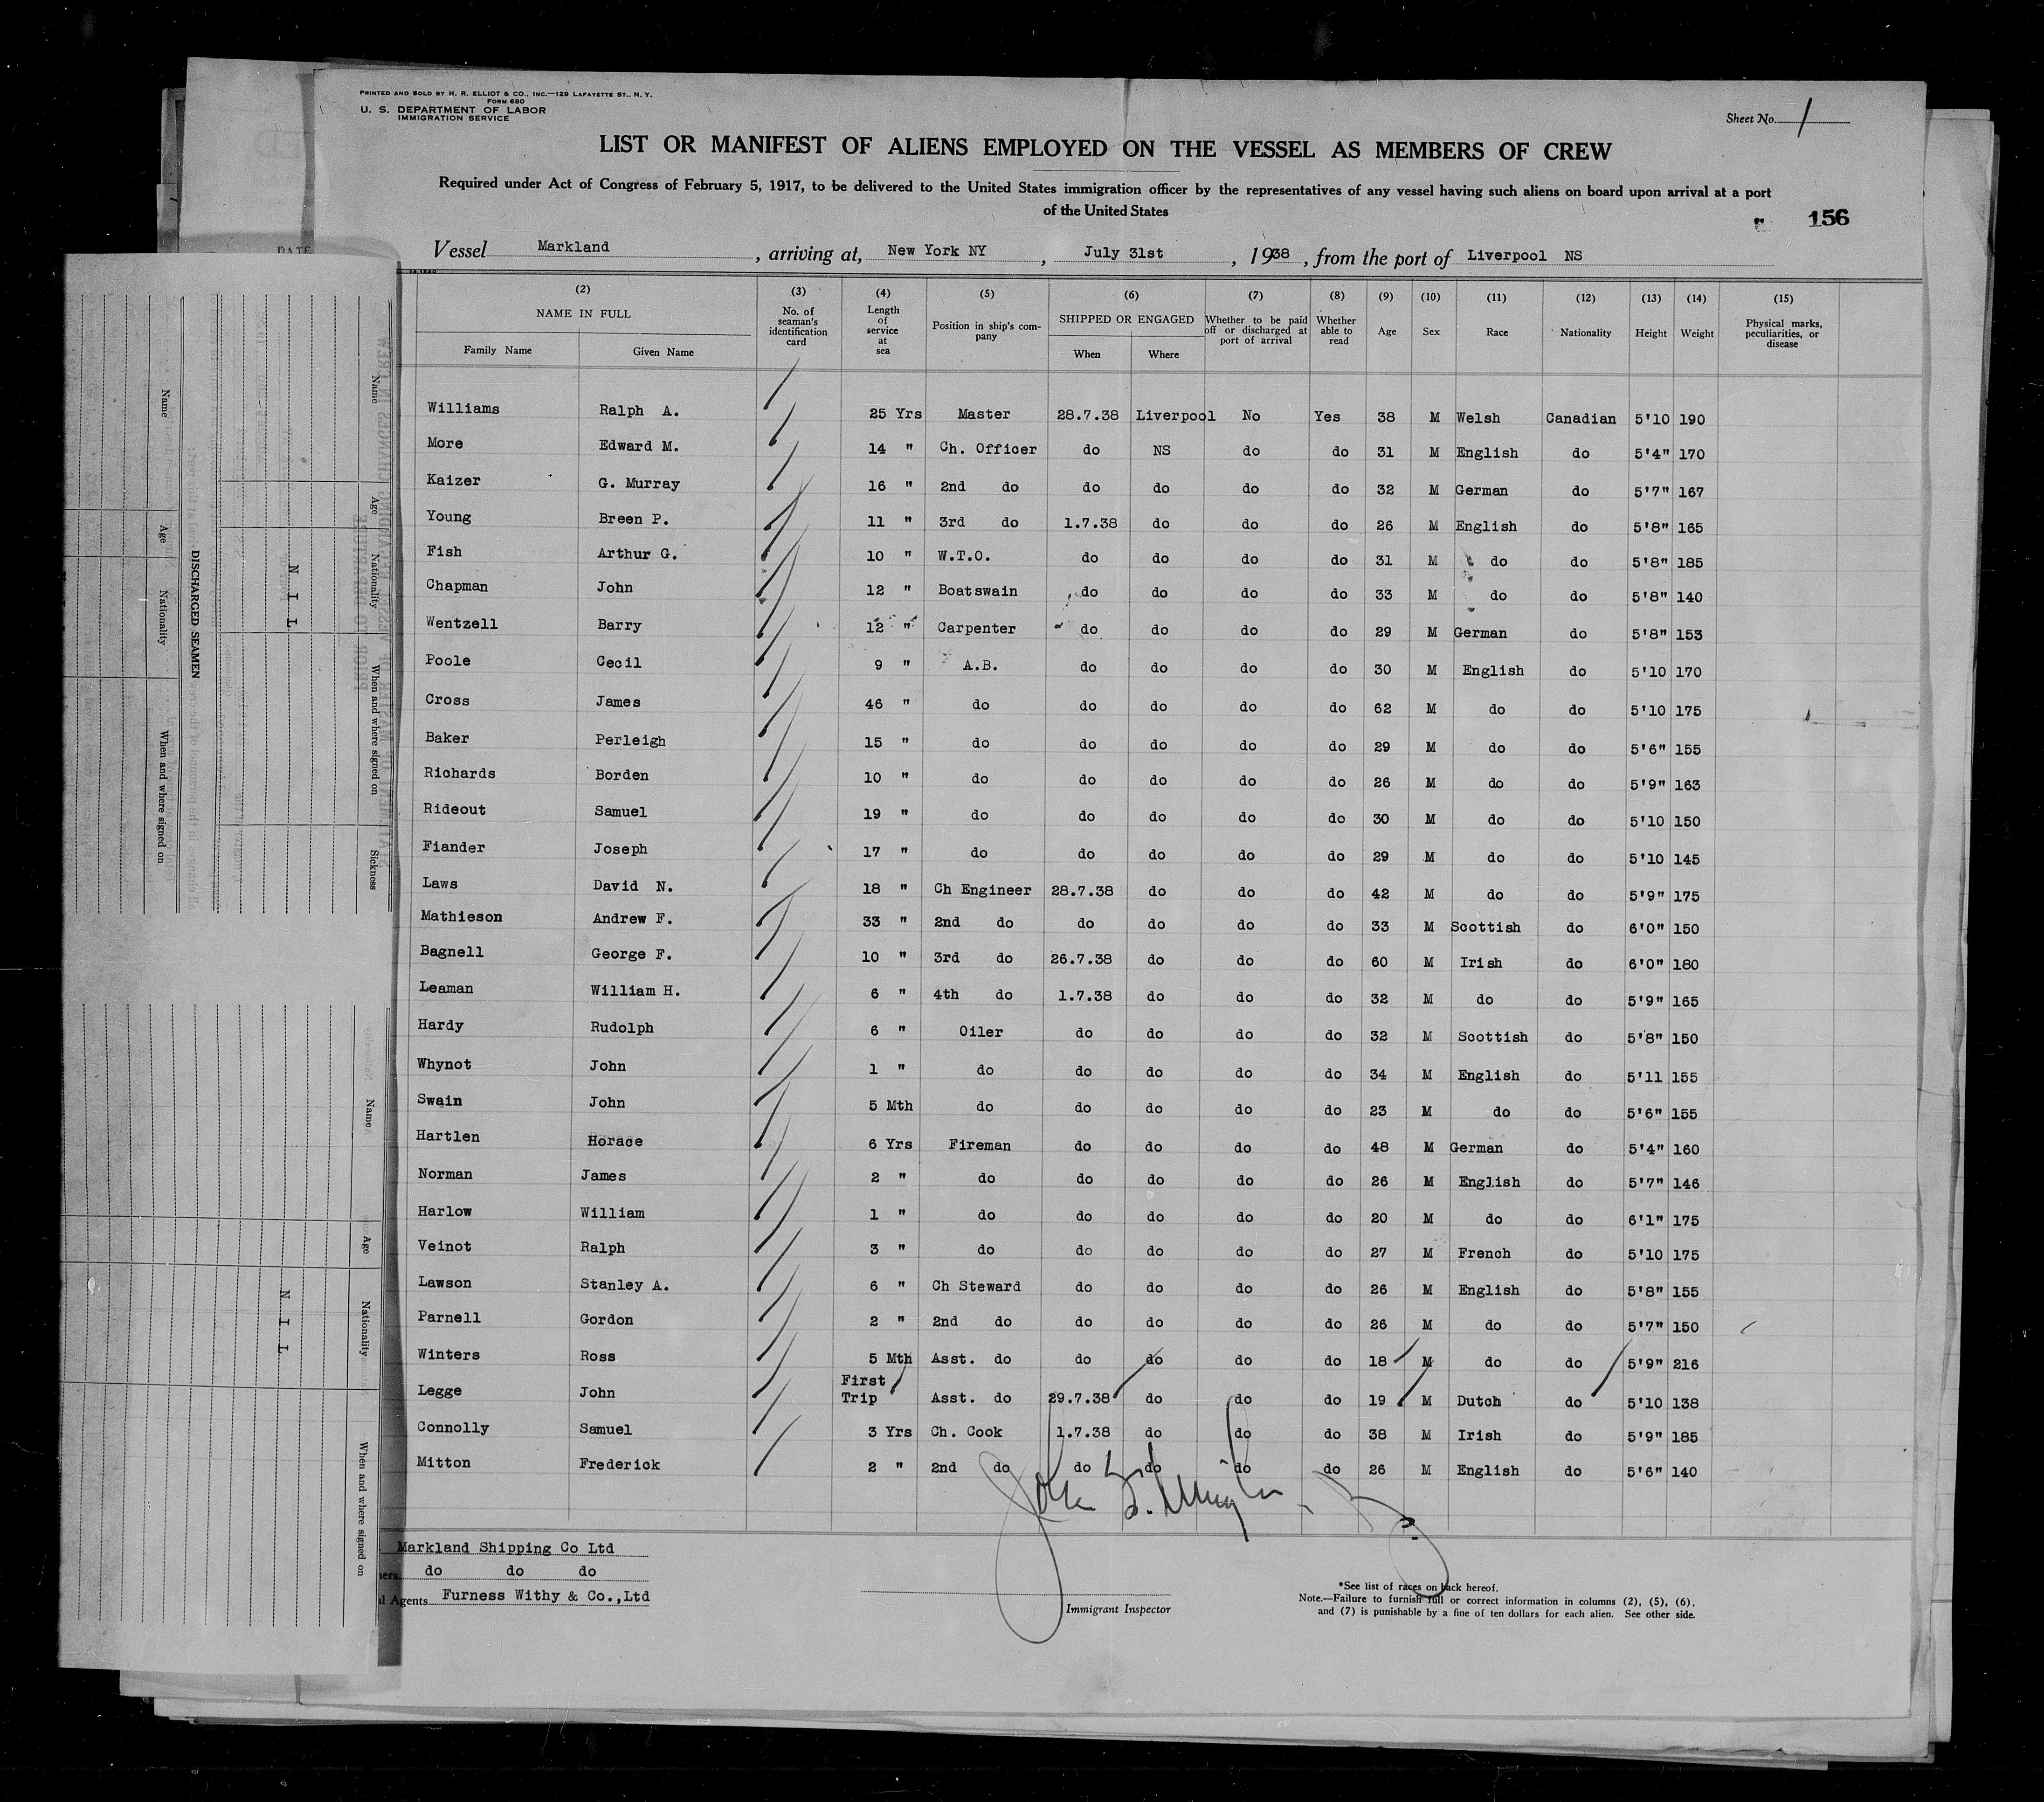 PRINTED AND SOLD BY H. R. ELLIOT & CO., INC.—129 LAFAYETTE ST., N. Y.
FORM 680
U. S. DEPARTMENT OF LABOR
IMMIGRATION SERVICE
Sheet No. 1
LIST OR MANIFEST OF ALIENS EMPLOYED ON THE VESSEL AS MEMBERS OF CREW
Required under Act of Congress of February 5, 1917, to be delivered to the United States immigration officer by the representatives of any vessel having such aliens on board upon arrival at a port
of the United States
156
Vessel Markland, arriving at, New York NY, July 31st, 1938, from the port of Liverpool NS
(2) (3) (4) (5) (6) (7) (8) (9) (10) (11) (12) (13) (14) (15)
NAME IN FULL No. of seaman's identification card Length of service at sea Position in ship's company SHIPPED OR ENGAGED Whether to be paid off or discharged at port of arrival Whether able to read Age Sex Race Nationality Height Weight Physical marks, peculiarities, or disease
Family Name Given Name When Where
Williams Ralph A. 25 Yrs Master 28.7.38 Liverpool No Yes 38 M Welsh Canadian 5'10 190
More Edward M. 14 " Ch. Officer do NS do do 31 M English do 5'4" 170
Kaizer G. Murray 16 " 2nd do do do do do 32 M German do 5'7" 167
Young Breen P. 11 " 3rd do 1.7.38 do do do 26 M English do 5'8" 165
Fish Arthur G. 10 " W.T.O. do do do do 31 M do do 5'8" 185
Chapman John 12 " Boatswain do do do do 33 M do do 5'8" 140
Wentzell Barry 12 " Carpenter do do do do 29 M German do 5'8" 153
Poole Cecil 9 " A.B. do do do do 30 M English do 5'10 170
Cross James 46 " do do do do do 62 M do do 5'10 175
Baker Perleigh 15 " do do do do do 29 M do do 5'6" 155
Richards Borden 10 " do do do do do 26 M do do 5'9" 163
Rideout Samuel 19 " do do do do do 30 M do do 5'10 150
Fiander Joseph 17 " do do do do do 29 M do do 5'10 145
Laws David N. 18 " Ch Engineer 28.7.38 do do do 42 M do do 5'9" 175
Mathieson Andrew F. 33 " 2nd do do do do do 33 M Scottish do 6'0" 150
Bagnell George F. 10 " 3rd do 26.7.38 do do do 60 M Irish do 6'0" 180
Leaman William H. 6 " 4th do 1.7.38 do do do 32 M do do 5'9" 165
Hardy Rudolph 6 " Oiler do do do do 32 M Scottish do 5'8" 150
Whynot John 1 " do do do do do 34 M English do 5'11 155
Swain John 5 Mth do do do do do 23 M do do 5'6" 155
Hartlen Horace 6 Yrs Fireman do do do do 48 M German do 5'4" 160
Norman James 2 " do do do do do 26 M English do 5'7" 146
Harlow William 1 " do do do do do 20 M do do 6'1" 175
Veinot Ralph 3 " do do do do do 27 M French do 5'10 175
Lawson Stanley A. 6 " Ch Steward do do do do 26 M English do 5'8" 155
Parnell Gordon 2 " 2nd do do do do do 26 M do do 5'7" 150
Winters Ross 5 Mth Asst. do do do do do 18 M do do 5'9" 216
Legge John First Trip Asst. do 29.7.38 do do do 19 M Dutch do 5'10 138
Connolly Samuel 3 Yrs Ch. Cook 1.7.38 do do do 38 M Irish do 5'9" 185
Mitton Frederick 2 " 2nd do do do do do 26 M English do 5'6" 140
Markland Shipping Co Ltd
do do do
Agents Furness Withy & Co.,Ltd
Immigrant Inspector
*See list of races on back hereof.
Note.—Failure to furnish full or correct information in columns (2), (5), (6),
and (7) is punishable by a fine of ten dollars for each alien. See other side.
DISCHARGED SEAMEN
Name Age Nationality When and where signed on
Name Age Nationality When and where signed on Sickness
N I L
Name Age Nationality When and where signed on
N I L